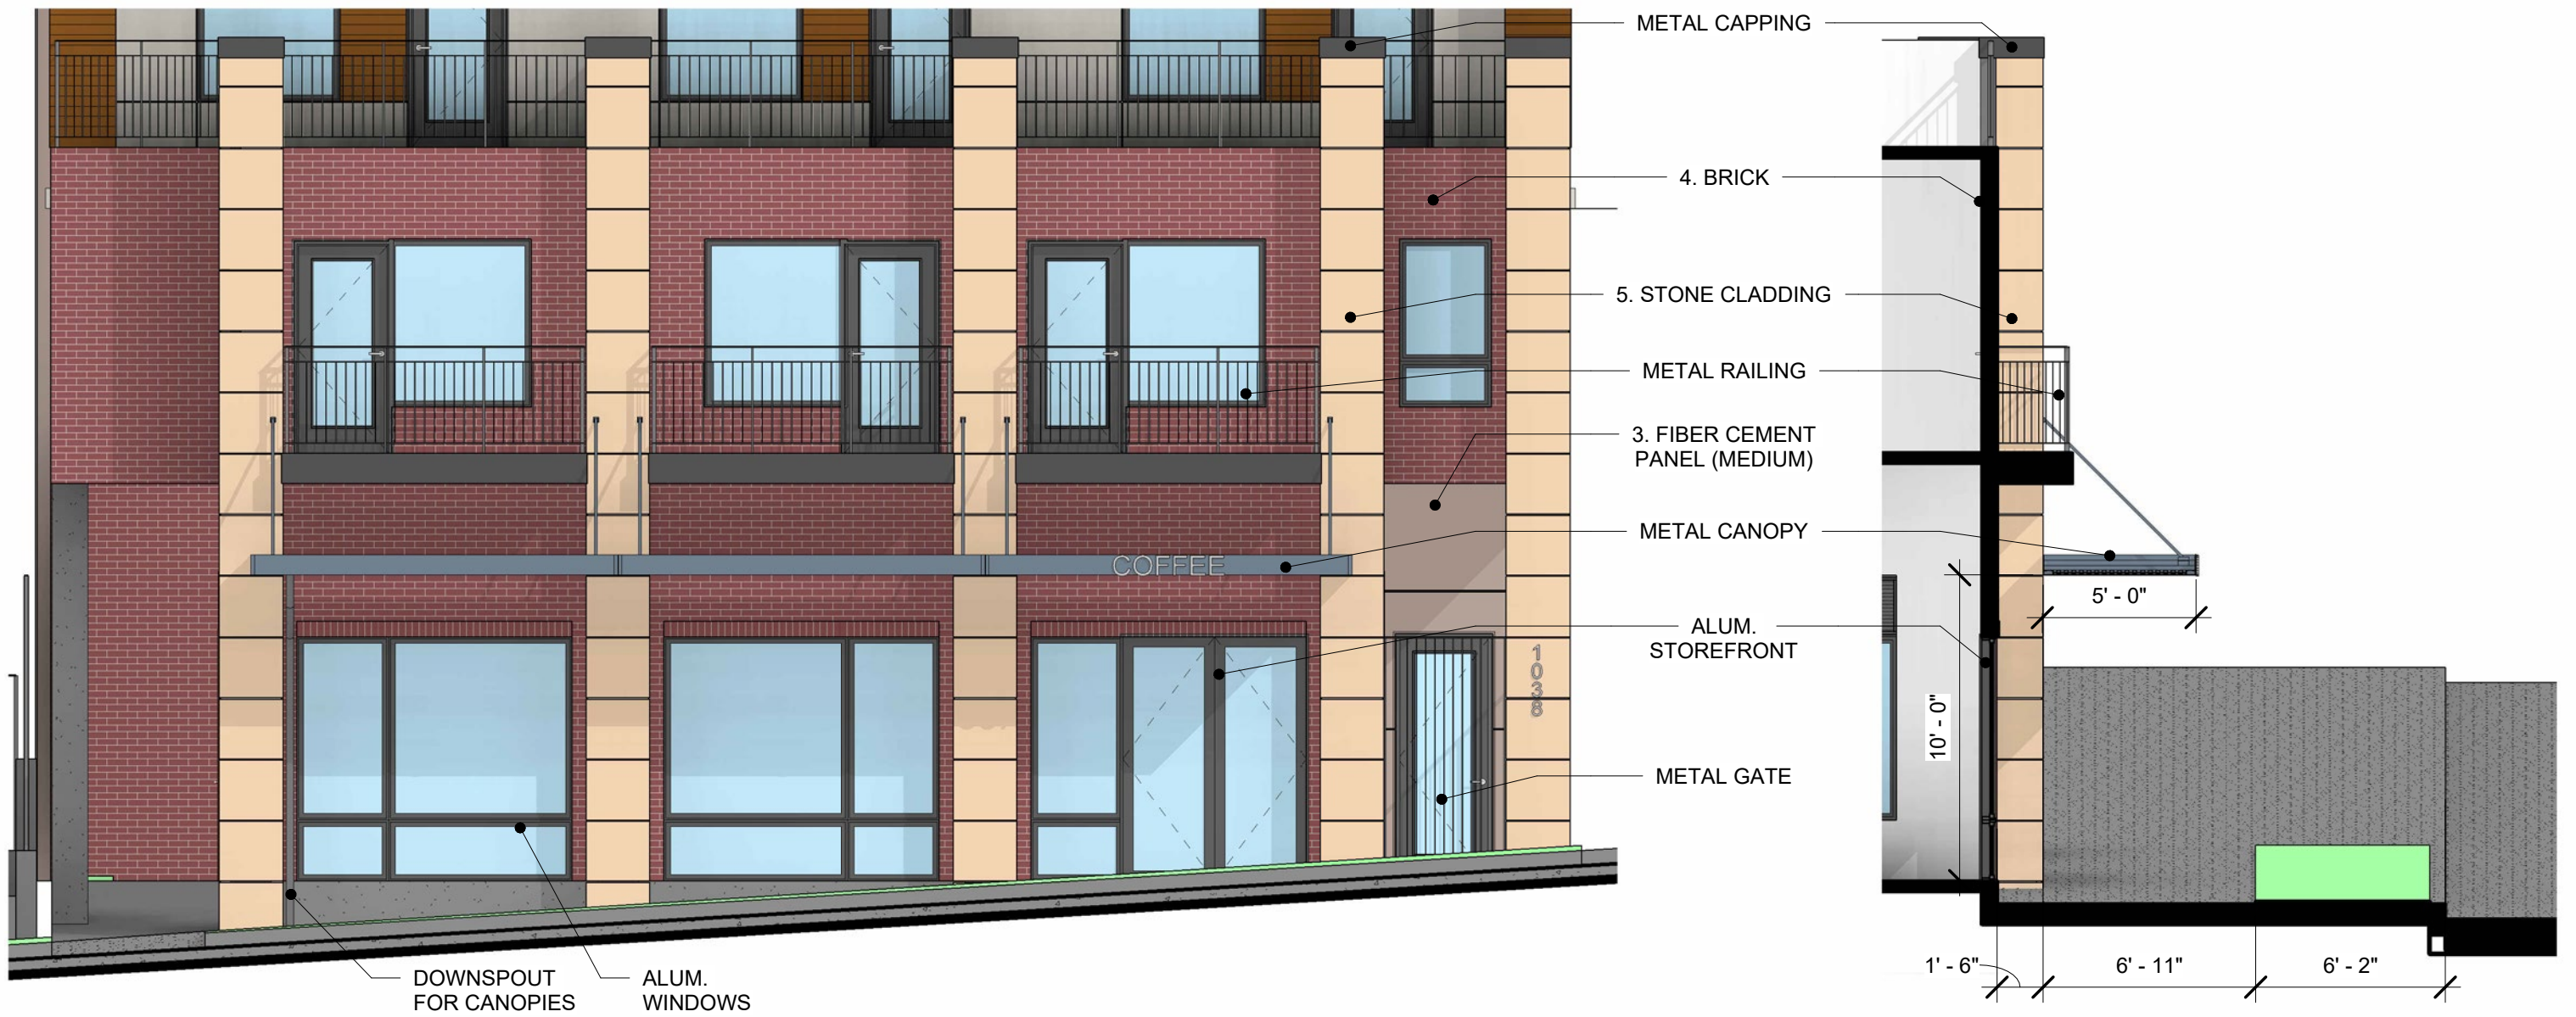 METAL CAPPING
4. BRICK
5. STONE CLADDING
METAL RAILING
3. FIBER CEMENT
PANEL (MEDIUM)
METAL CANOPY
COFFEE
5' - 0"
ALUM.
STOREFRONT
1038
10' - 0"
METAL GATE
DOWNSPOUT
FOR CANOPIES
ALUM.
WINDOWS
1' - 6"
6' - 11"
6' - 2"